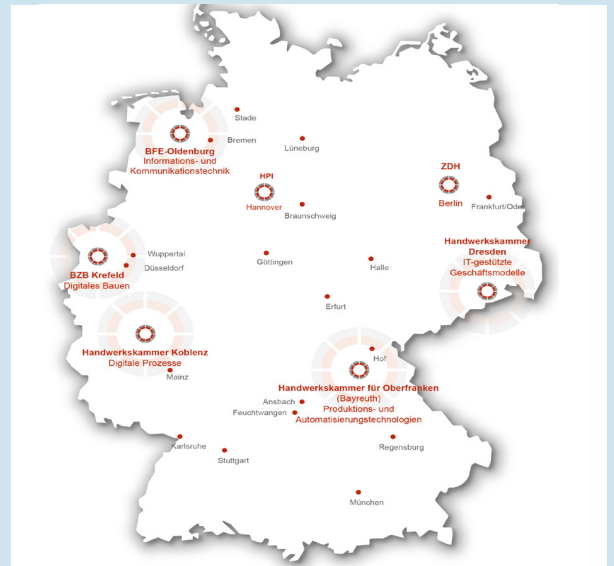 Stade
Bremen
BFE-Oldenburg
Informations- und
Kommunikationstechnik
Lüneburg
HPI
Hannover
Braunschweig
ZDH
Berlin
Frankfurt/Oder
Wuppertal
Düsseldorf
BZB Krefeld
Digitales Bauen
Göttingen
Halle
Handwerkskammer
Dresden
IT-gestützte
Geschäftsmodelle
Erfurt
Handwerkskammer Koblenz
Digitale Prozesse
Mainz
Hof
Handwerkskammer für Oberfranken
(Bayreuth)
Produktions- und
Automatisierungstechnologien
Ansbach
Feuchtwangen
Karlsruhe
Stuttgart
Regensburg
München